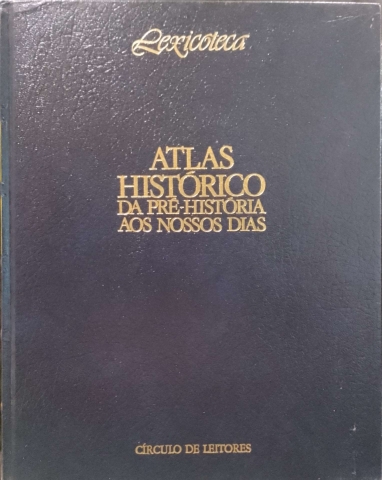 Lexicoteca
ATLAS
HISTÓRICO
DA PRÉ-HISTÓRIA
AOS NOSSOS DIAS
CÍRCULO DE LEITORES